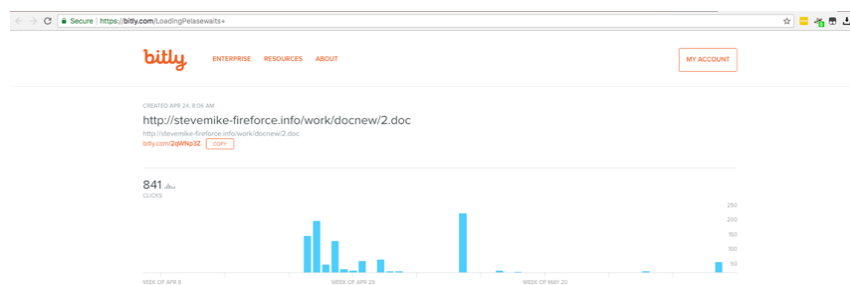 Secure https://bitly.com/LoadingPelasewaits+
bitly ENTERPRISE RESOURCES ABOUT MY ACCOUNT
CREATED APR 24, 8:06 AM
http://stevemike-fireforce.info/work/docnew/2.doc
http://stevemike-fireforce.info/work/docnew/2.doc
bitly.com/2qWNp3Z COPY
841
CLICKS
250
200
150
100
50
WEEK OF APR 8 WEEK OF APR 29 WEEK OF MAY 20